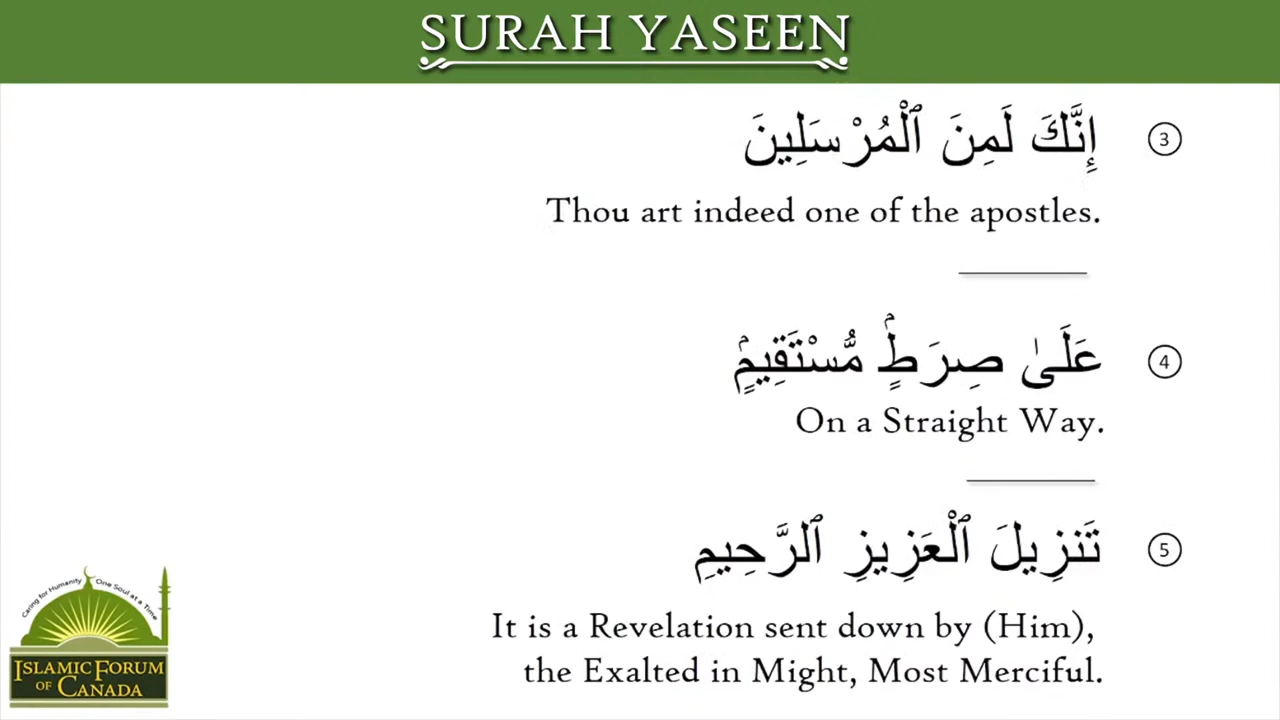 SURAH YASEEN
إِنَّكَ لَمِنَ ٱلْمُرْسَلِينَ ③
Thou art indeed one of the apostles.
عَلَىٰ صِرَطٍۢ مُّسْتَقِيمٍۢ ④
On a Straight Way.
تَنزِيلَ ٱلْعَزِيزِ ٱلرَّحِيمِ ⑤
It is a Revelation sent down by (Him),
the Exalted in Might, Most Merciful.
Caring for Humanity One Soul at a Time
ISLAMIC FORUM
OF CANADA